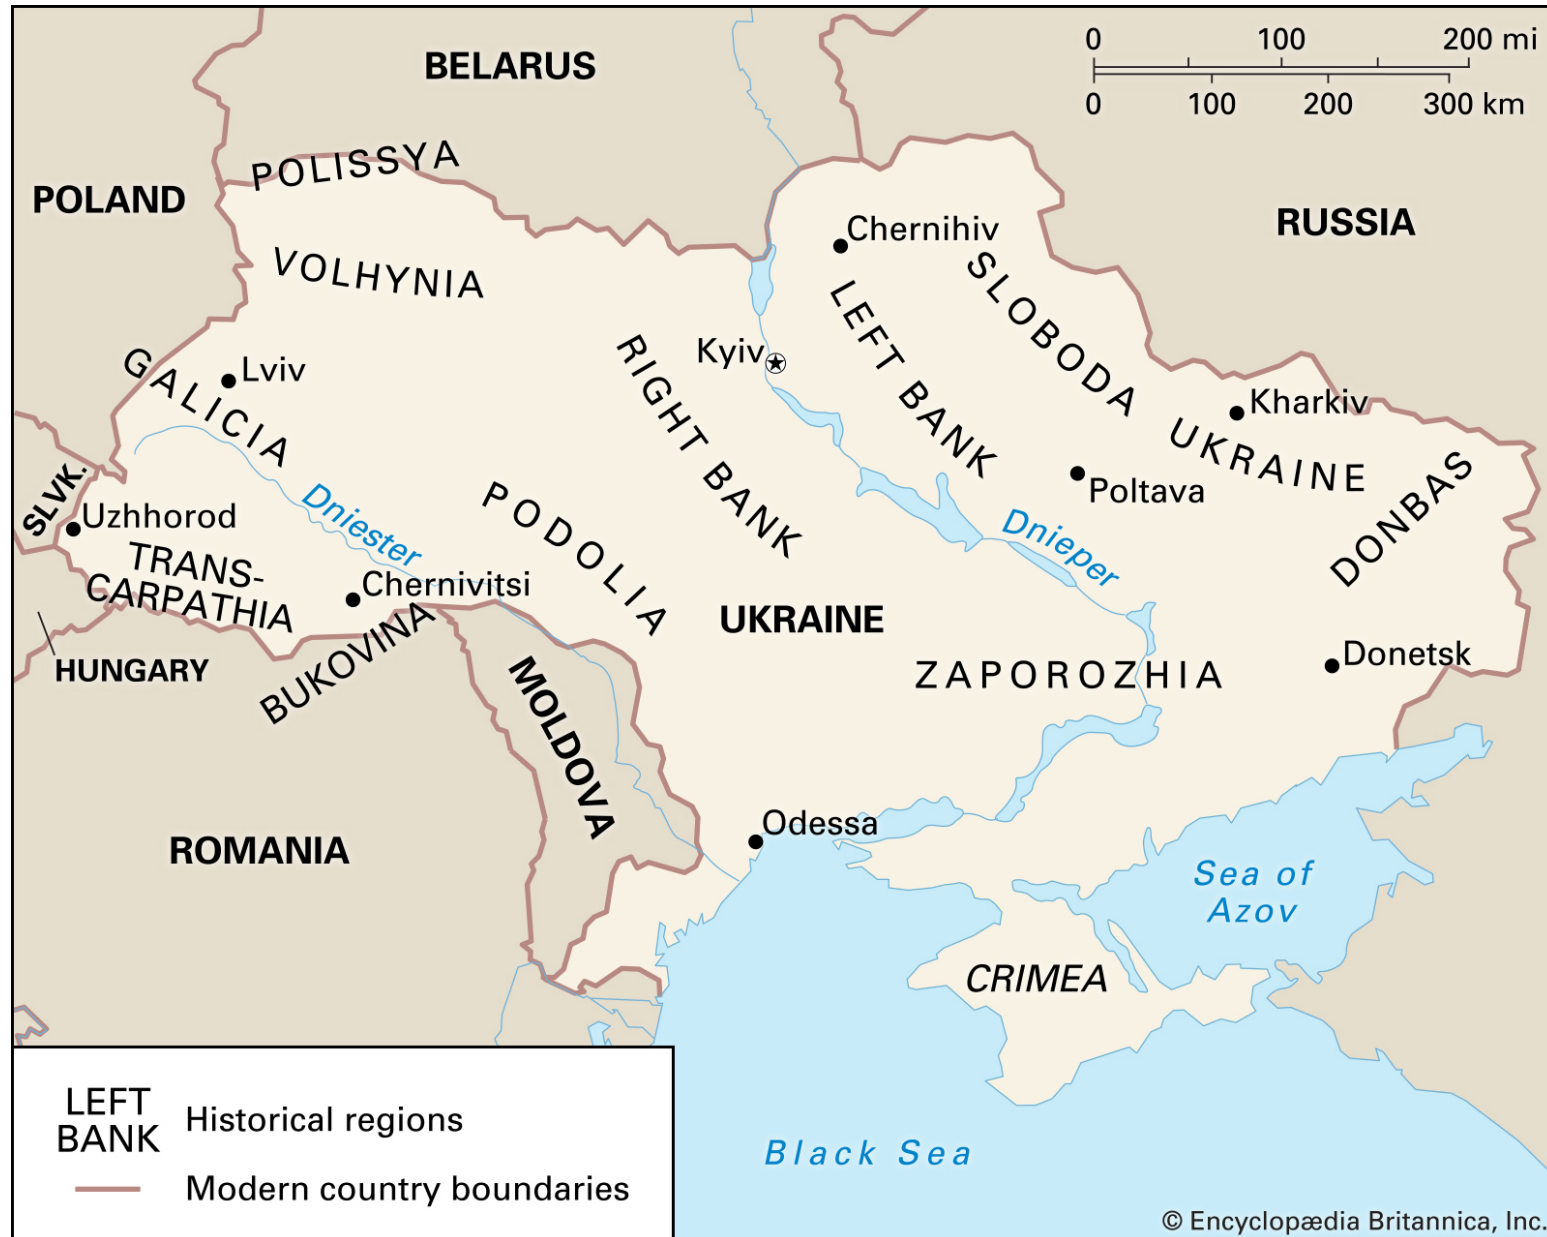 0 100 200 mi
0 100 200 300 km
BELARUS
POLISSYA
POLAND
RUSSIA
Chernihiv
VOLHYNIA
SLOBODA UKRAINE
LEFT BANK
Kyiv
RIGHT BANK
GALICIA
Lviv
Kharkiv
SLVK.
Poltava
DONBAS
Uzhhorod
Dniester
PODOLIA
Dnieper
TRANS-
CARPATHIA
Chernivitsi
UKRAINE
BUKOVINA
HUNGARY
ZAPOROZHIA
Donetsk
MOLDOVA
Odessa
ROMANIA
Sea of
Azov
CRIMEA
Black Sea
LEFT
BANK
Historical regions
Modern country boundaries
© Encyclopædia Britannica, Inc.